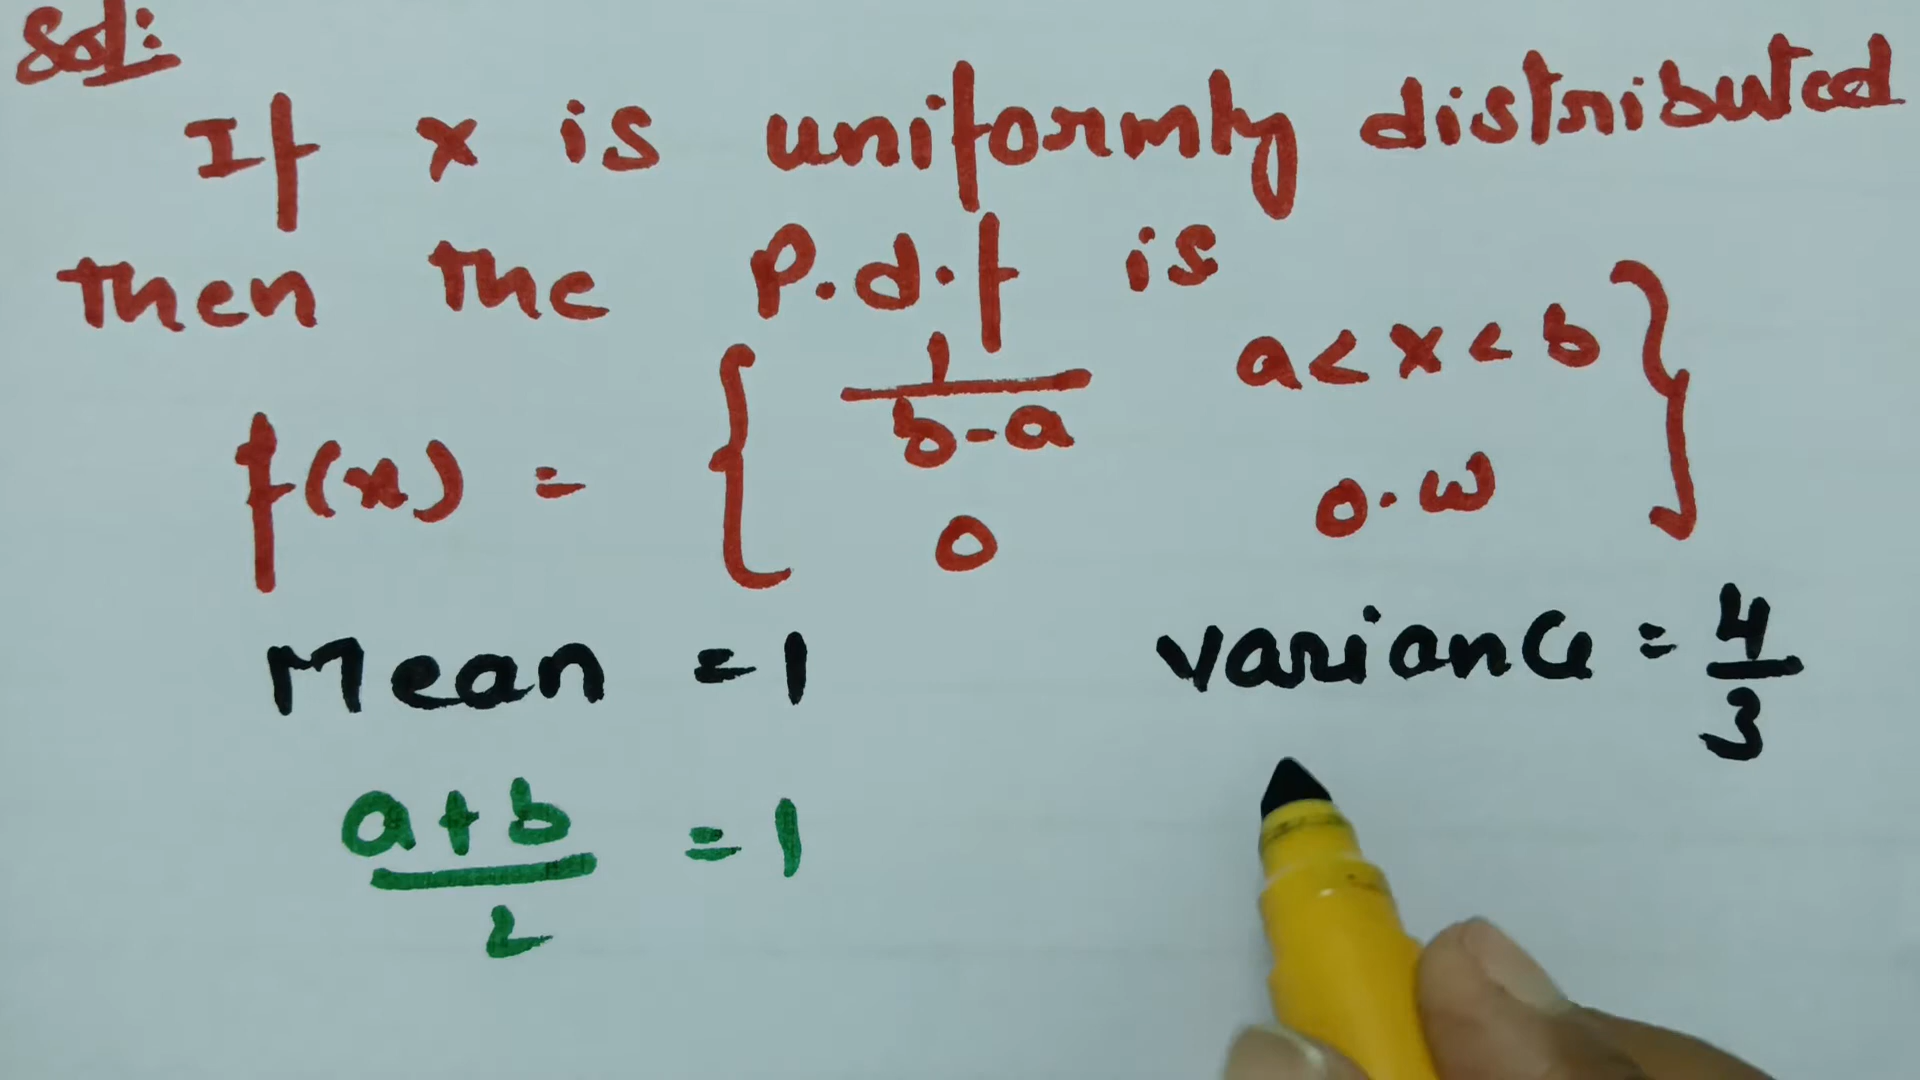 Sol:
If x is uniformly distributed
then the P.d.f is
f(x) = { 1/(b-a) a<x<b
0 o.w }
Mean = 1 variance = 4/3
(a+b)/2 = 1